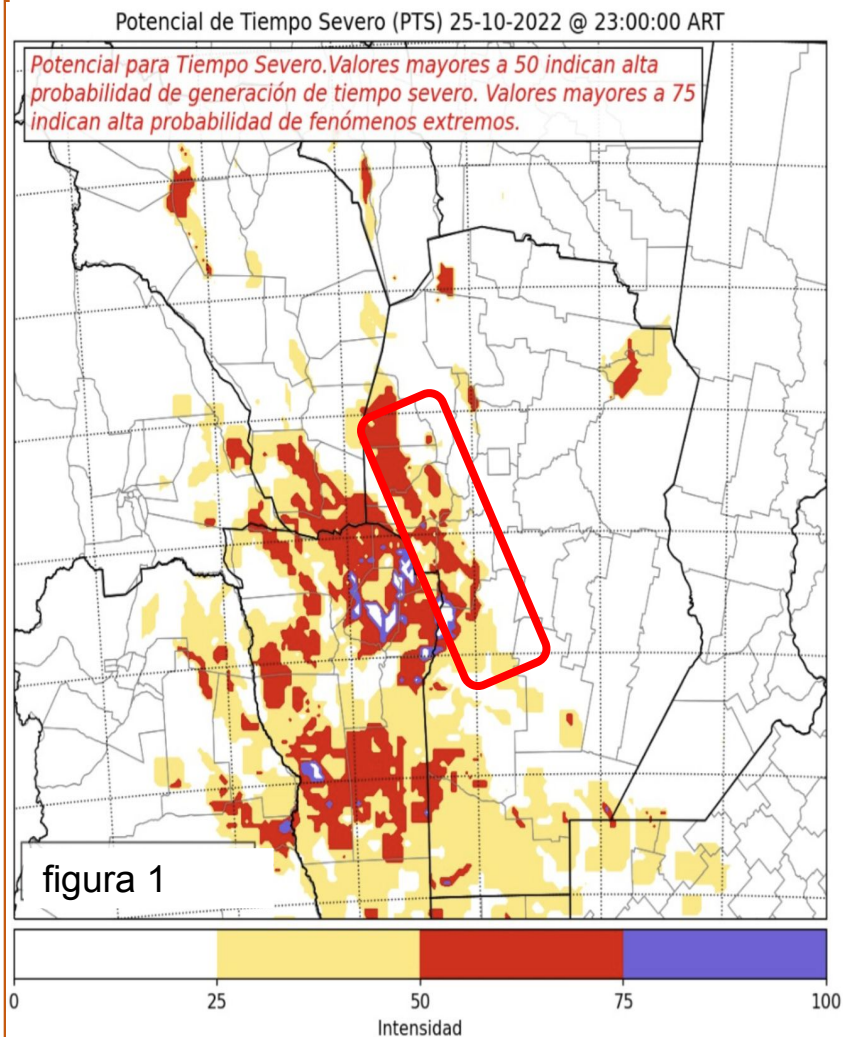 Potencial de Tiempo Severo (PTS) 25-10-2022 @ 23:00:00 ART
Potencial para Tiempo Severo.Valores mayores a 50 indican alta
probabilidad de generación de tiempo severo. Valores mayores a 75
indican alta probabilidad de fenómenos extremos.
figura 1
0 25 50 75 100
Intensidad